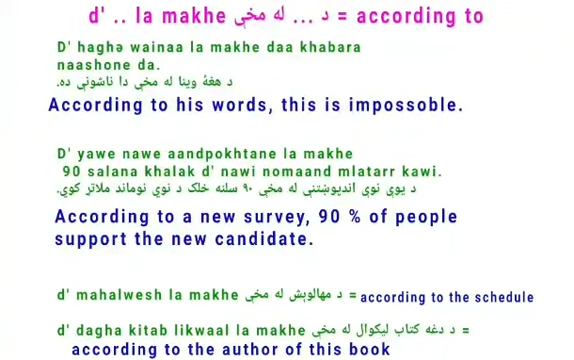 d' .. la makhe د ... له مخې = according to
D' haghə wainaa la makhe daa khabara
naashone da.
د هغهٔ وینا له مخې دا ناشونې ده.
According to his words, this is impossoble.
D' yawe nawe aandpokhtane la makhe
90 salana khalak d' nawi nomaand mlatarr kawi.
د یوې نوې اندپوښتنې له مخې ۹۰ سلنه خلک د نوي نوماند ملاتړ کوي.
According to a new survey, 90 % of people
support the new candidate.
d' mahalwesh la makhe د مهالوېش له مخې = according to the schedule
d' dagha kitab likwaal la makhe د دغه کتاب لیکوال له مخې =
according to the author of this book